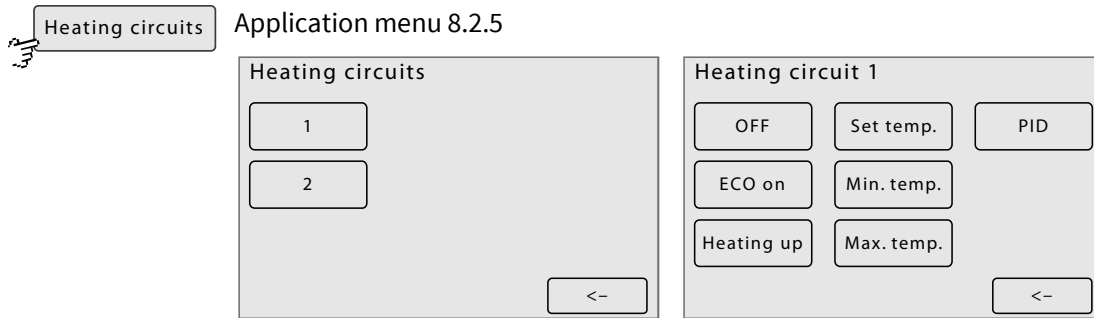 Heating circuits
Application menu 8.2.5
Heating circuits
1
2
<–
Heating circuit 1
OFF
Set temp.
PID
ECO on
Min. temp.
Heating up
Max. temp.
<–